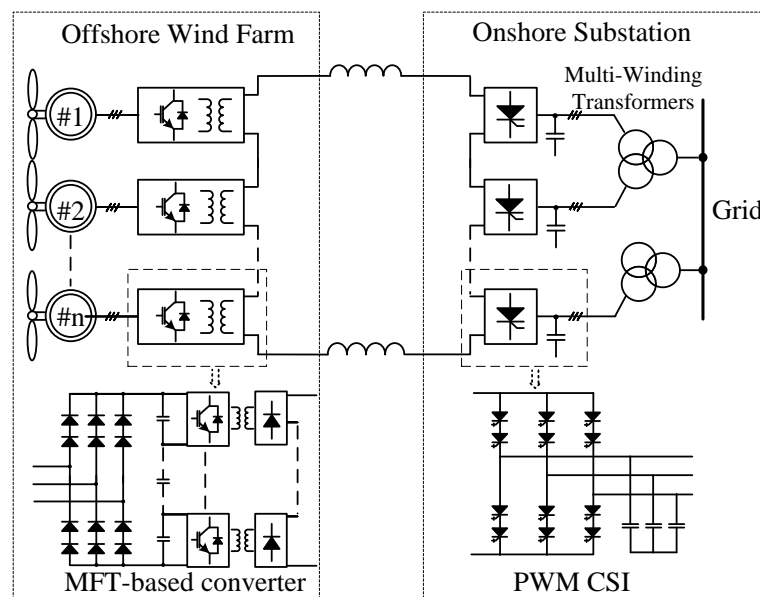 Offshore Wind Farm
Onshore Substation
Multi-Winding
Transformers
#1
#2
#n
Grid
MFT-based converter
PWM CSI